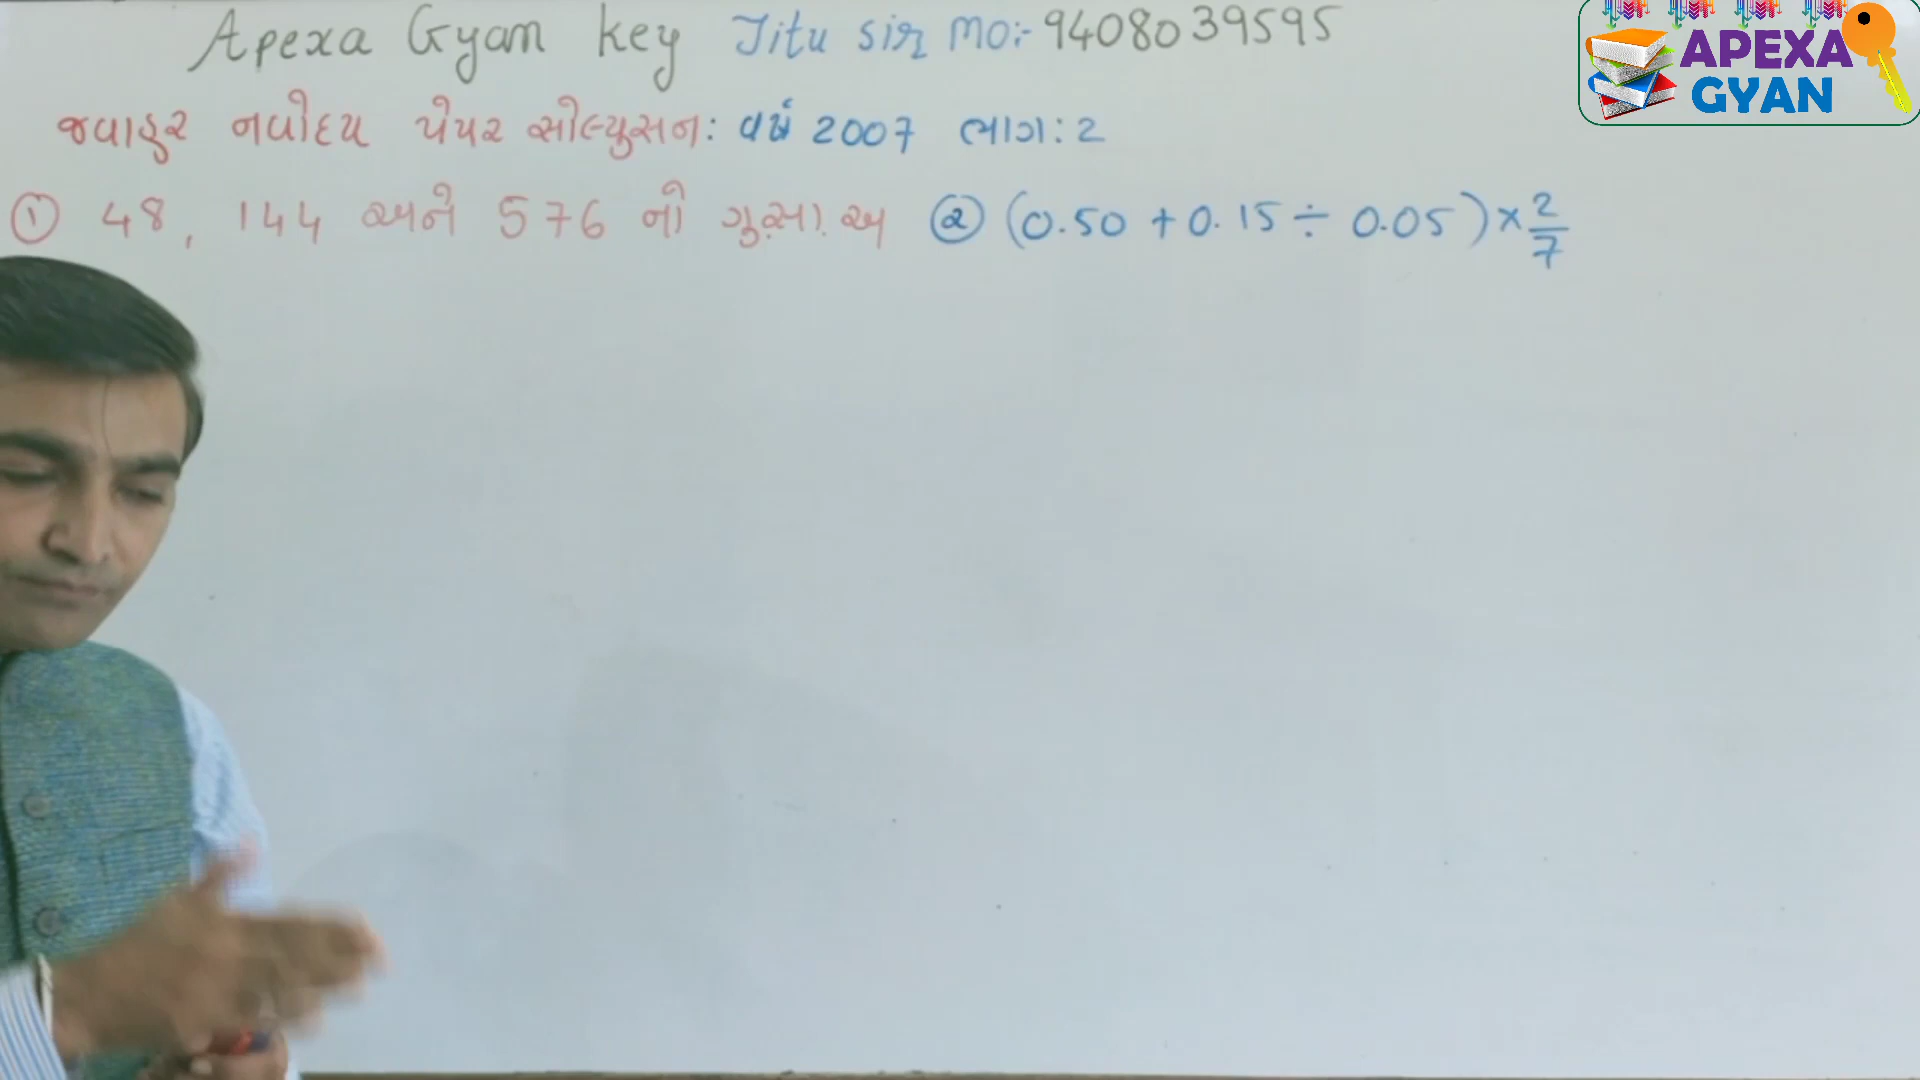 Apexa Gyan key Jitu sir mo:- 9408039595
APEXA
GYAN
જવાહર નવોદય પેપર સોલ્યુસન: વર્ષ 2007 ભાગ: 2
① 48, 144 અને 576 નો ગુ.સા.અ ② (0.50 + 0.15 ÷ 0.05) × 2/7